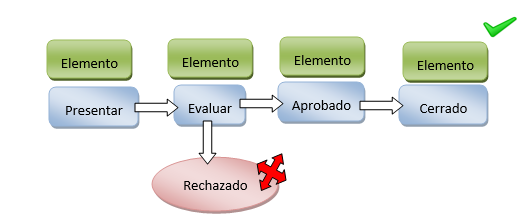 Elemento
Elemento
Elemento
Elemento
Presentar
Evaluar
Aprobado
Cerrado
Rechazado